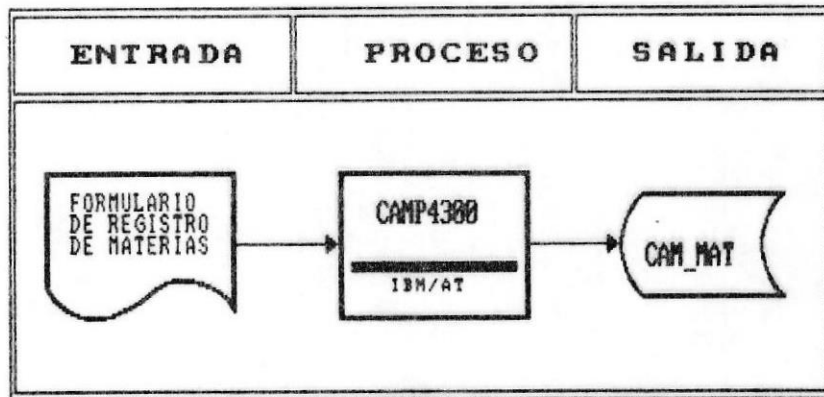 ENTRADA
PROCESO
SALIDA
FORMULARIO
DE REGISTRO
DE MATERIAS
CAMP4300
IBM/AT
CAM_MAT